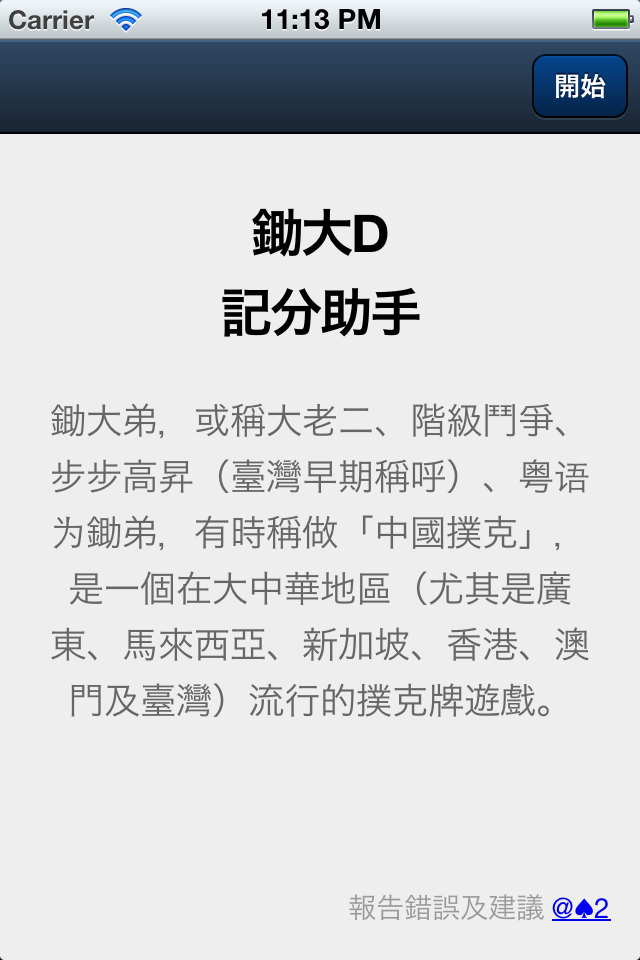 Carrier 11:13 PM
開始
鋤大D
記分助手
鋤大弟，或稱大老二、階級鬥爭、
步步高昇（臺灣早期稱呼）、粤语
为鋤弟，有時稱做「中國撲克」，
是一個在大中華地區（尤其是廣
東、馬來西亞、新加坡、香港、澳
門及臺灣）流行的撲克牌遊戲。
報告錯誤及建議 @♠2